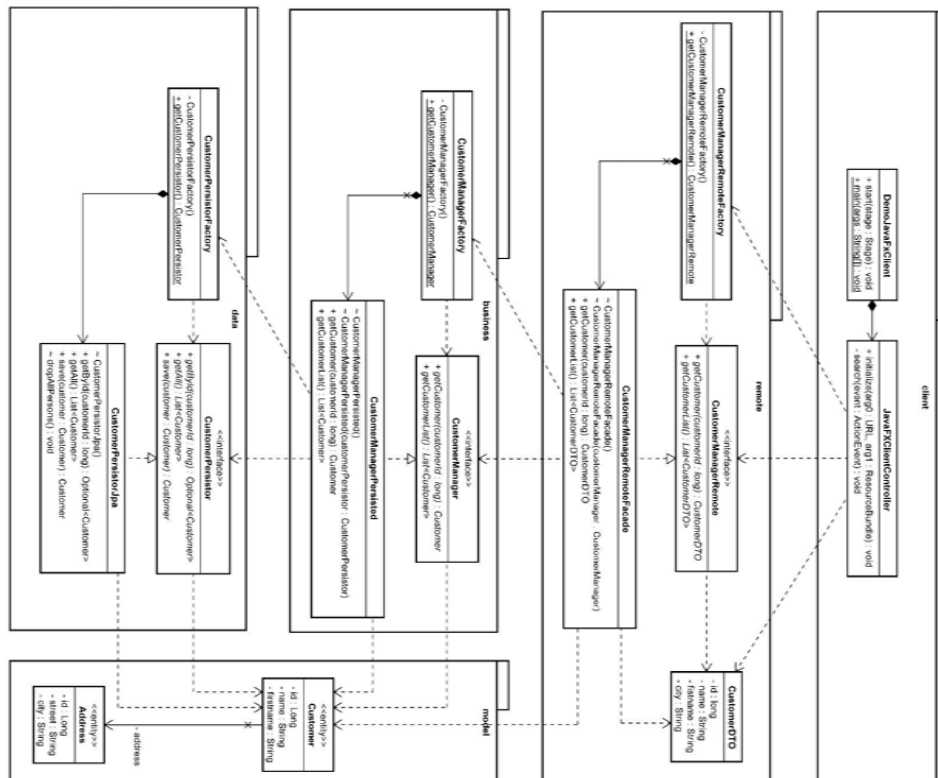 client
DemoJavaFxClient
+ start(stage : Stage) : void
+ main(args : String[]) : void
JavaFXClientController
+ initialize(arg0 : URL, arg1 : ResourceBundle) : void
- search(event : ActionEvent) : void
remote
CustomerManagerRemoteFactory
- CustomerManagerRemoteFactory()
+ getCustomerManagerRemote() : CustomerManagerRemote
<<interface>>
CustomerManagerRemote
+ getCustomer(customerId : long) : CustomerDTO
+ getCustomerList() : List<CustomerDTO>
CustomerDTO
- id : long
- name : String
- fistname : String
- city : String
CustomerManagerRemoteFacade
~ CustomerManagerRemoteFacade()
~ CustomerManagerRemoteFacade(customerManager : CustomerManager)
+ getCustomer(customerId : long) : CustomerDTO
+ getCustomerList() : List<CustomerDTO>
business
CustomerManagerFactory
- CustomerManagerFactory()
+ getCustomerManager() : CustomerManager
<<interface>>
CustomerManager
+ getCustomer(customerId : long) : Customer
+ getCustomerList() : List<Customer>
CustomerManagerPersisted
~ CustomerManagerPersisted()
~ CustomerManagerPersisted(customerPersistor : CustomerPersistor)
+ getCustomer(customerId : long) : Customer
+ getCustomerList() : List<Customer>
model
<<entity>>
Customer
- id : Long
- name : String
- firstname : String
- address
<<entity>>
Address
- id : Long
- street : String
- city : String
data
CustomerPersistorFactory
- CustomerPersistorFactory()
+ getCustomerPersistor() : CustomerPersistor
<<interface>>
CustomerPersistor
+ getById(customerId : long) : Optional<Customer>
+ getAll() : List<Customer>
+ save(customer : Customer) : Customer
CustomerPersistorJpa
~ CustomerPersistorJpa()
+ getById(customerId : long) : Optional<Customer>
+ getAll() : List<Customer>
+ save(customer : Customer) : Customer
~ dropAllPersons() : void